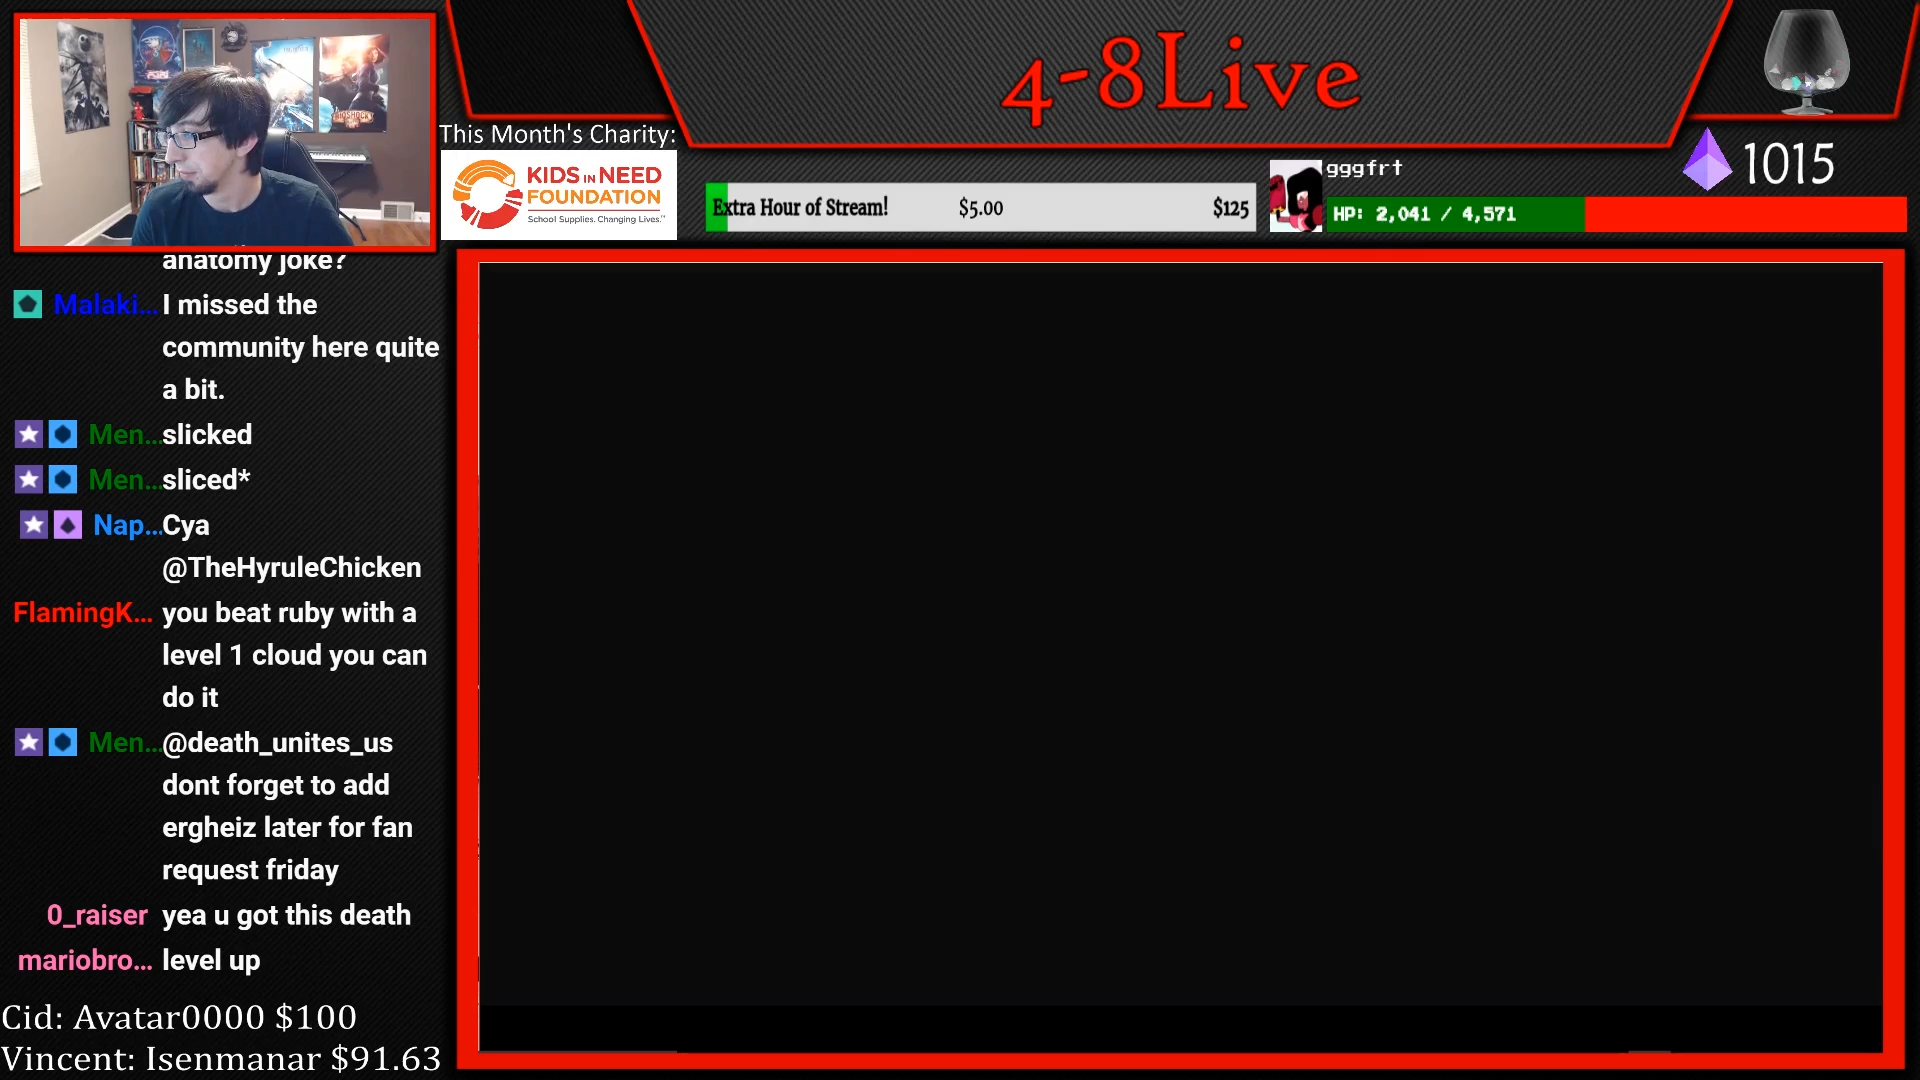 4-8Live
This Month's Charity:
KIDS IN NEED
FOUNDATION
School Supplies. Changing Lives.™
Extra Hour of Stream! $5.00 $125
gggfrt
HP: 2,041 / 4,571
1015
BIOSHOCK
anatomy joke?
Malaki... I missed the
community here quite
a bit.
Men... slicked
Men... sliced*
Nap... Cya
@TheHyruleChicken
FlamingK... you beat ruby with a
level 1 cloud you can
do it
Men... @death_unites_us
dont forget to add
ergheiz later for fan
request friday
0_raiser yea u got this death
mariobro... level up
Cid: Avatar0000 $100
Vincent: Isenmanar $91.63